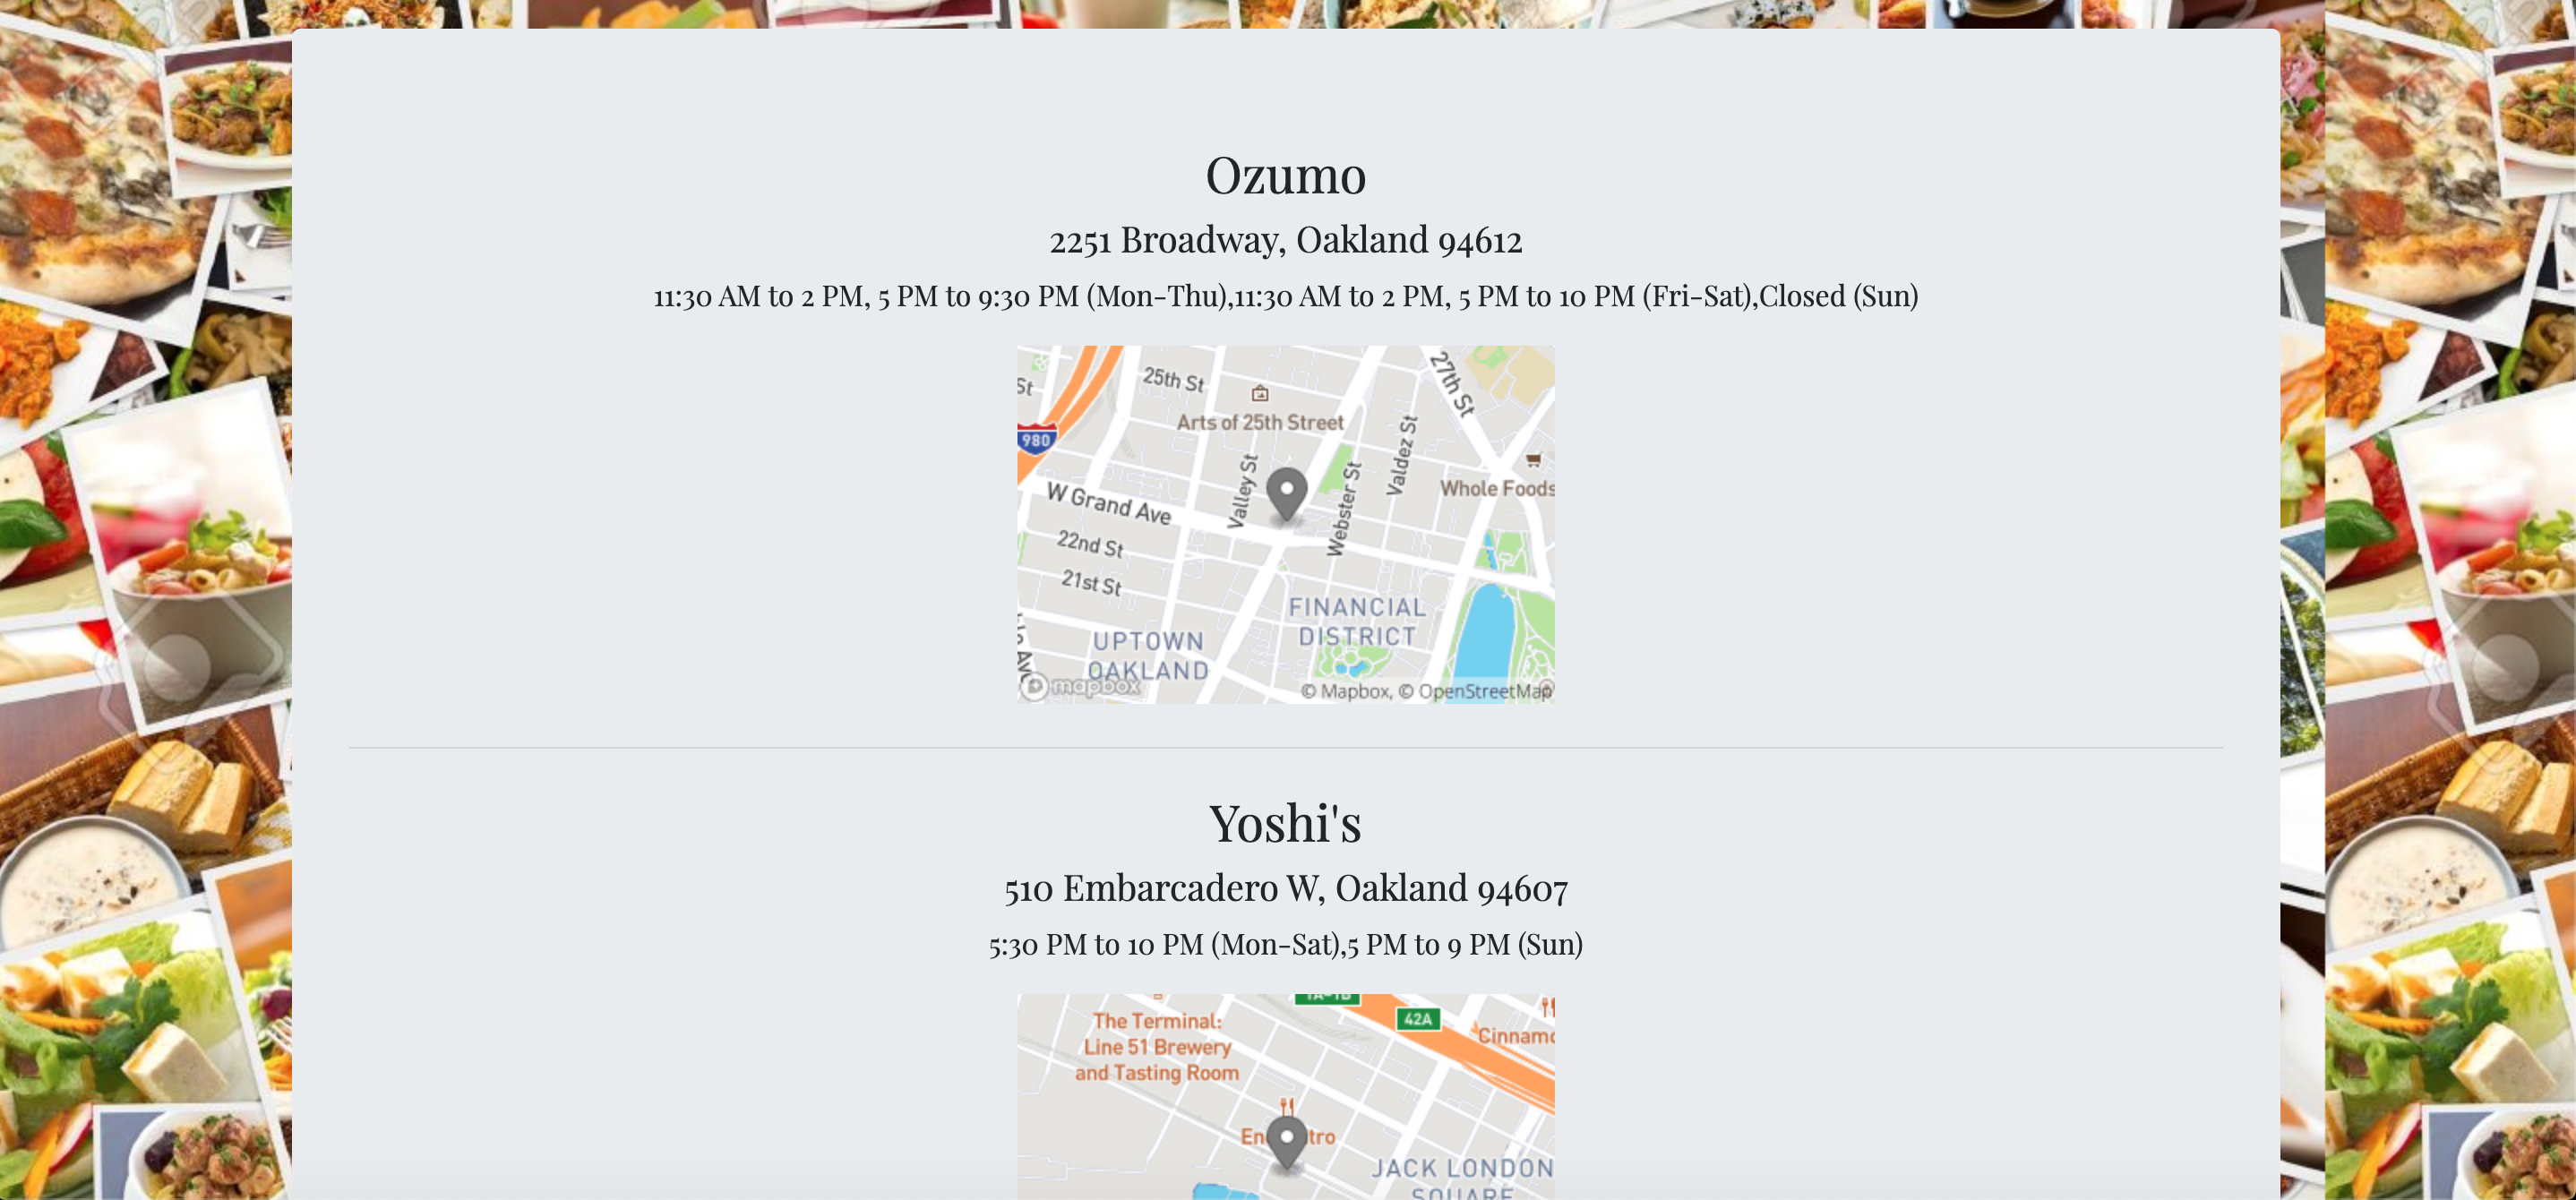 Ozumo
2251 Broadway, Oakland 94612
11:30 AM to 2 PM, 5 PM to 9:30 PM (Mon-Thu),11:30 AM to 2 PM, 5 PM to 10 PM (Fri-Sat),Closed (Sun)
27th St
25th St
St
Arts of 25th Street
980
Valdez St
Valley St
Webster St
Whole Foods
W Grand Ave
22nd St
21st St
FINANCIAL
DISTRICT
UPTOWN
OAKLAND
mapbox
© Mapbox, © OpenStreetMap
Yoshi's
510 Embarcadero W, Oakland 94607
5:30 PM to 10 PM (Mon-Sat),5 PM to 9 PM (Sun)
1A-1B
42A
The Terminal:
Line 51 Brewery
and Tasting Room
Cinnamo
En tro
JACK LONDON
SQUARE